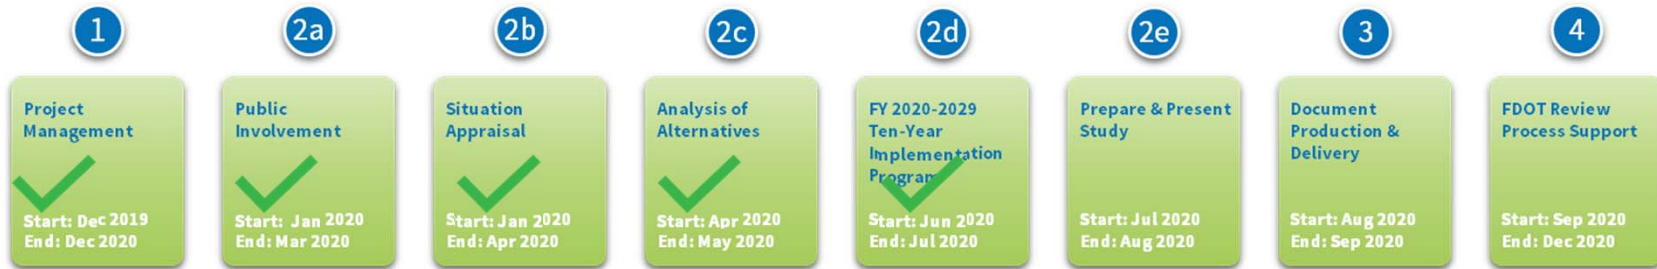 1
Project
Management
Start: Dec 2019
End: Dec 2020
2a
Public
Involvement
Start: Jan 2020
End: Mar 2020
2b
Situation
Appraisal
Start: Jan 2020
End: Apr 2020
2c
Analysis of
Alternatives
Start: Apr 2020
End: May 2020
2d
FY 2020-2029
Ten-Year
Implementation
Program
Start: Jun 2020
End: Jul 2020
2e
Prepare & Present
Study
Start: Jul 2020
End: Aug 2020
3
Document
Production &
Delivery
Start: Aug 2020
End: Sep 2020
4
FDOT Review
Process Support
Start: Sep 2020
End: Dec 2020